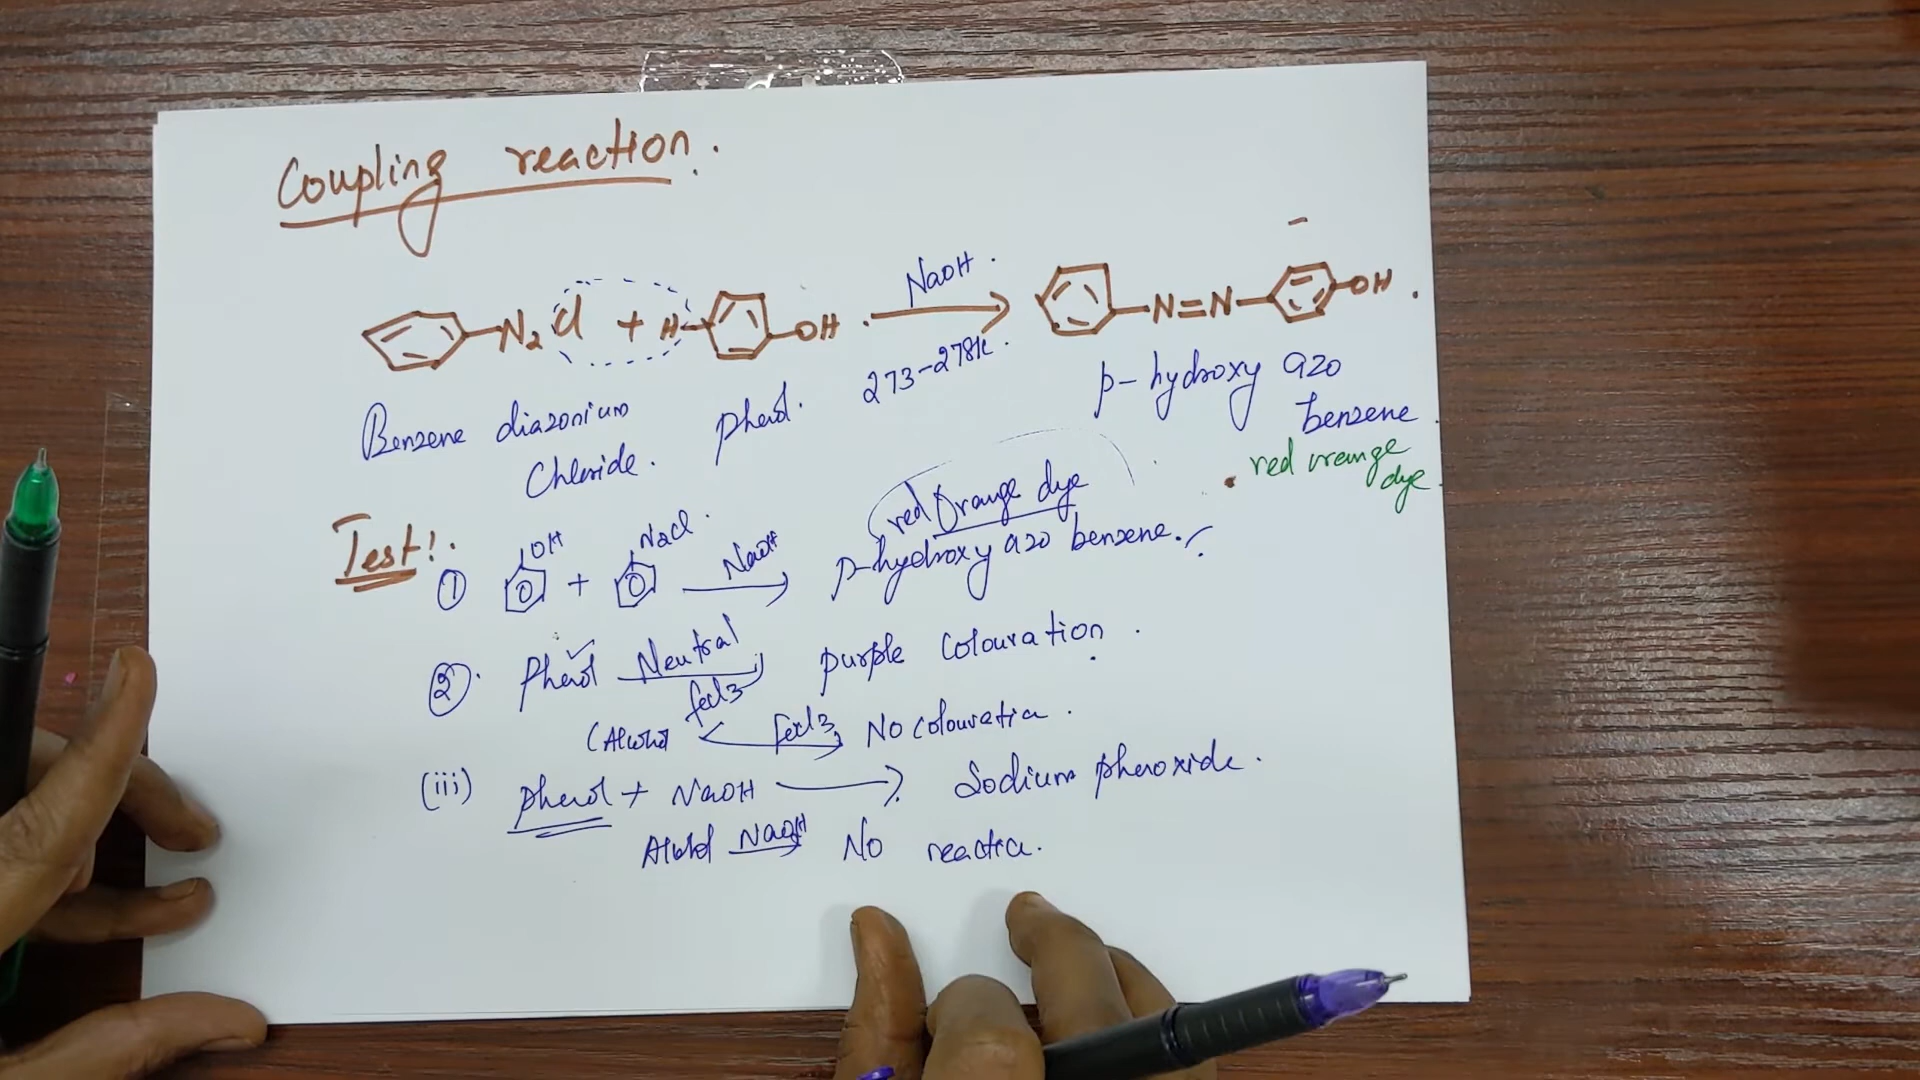 Coupling reaction.
N2Cl + H OH NaOH N=N OH
273-278K
Benzene diazonium Chloride. phenol. p-hydroxy azo benzene
red orange dye
Test!
① OH + N2Cl NaOH p-hydroxy azo benzene.
red Orange dye
②. Phenol Neutral fecl3 purple Colouration.
(Alcohol fecl3 No colouration.
(iii) phenol + NaOH Sodium phenoxide.
Alcohol NaOH No reaction.